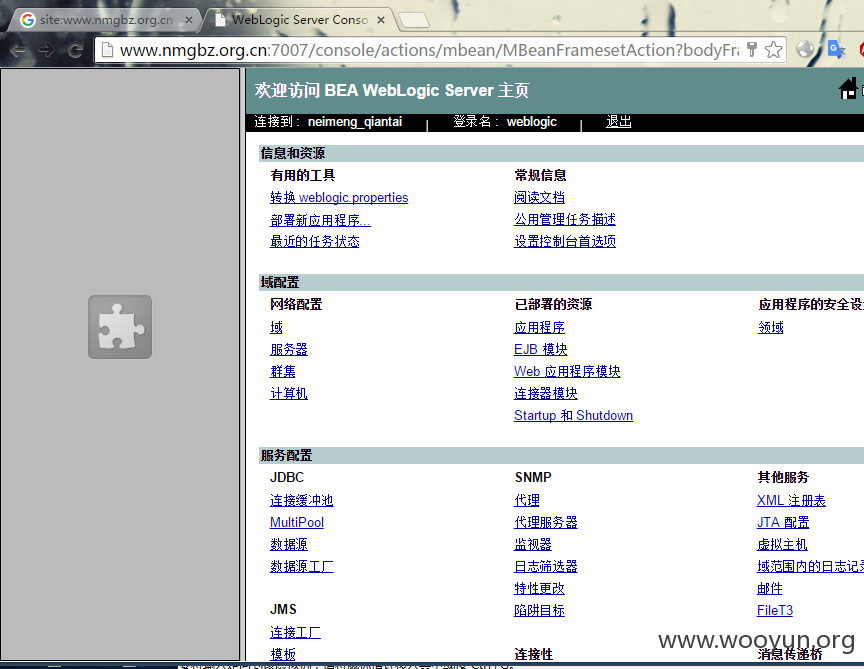 site:www.nmgbz.org.cn
WebLogic Server Conso
www.nmgbz.org.cn:7007/console/actions/mbean/MBeanFramesetAction?bodyFra
欢迎访问 BEA WebLogic Server 主页
连接到： neimeng_qiantai | 登录名： weblogic | 退出
信息和资源
有用的工具 常规信息
转换 weblogic.properties 阅读文档
部署新应用程序... 公用管理任务描述
最近的任务状态 设置控制台首选项
域配置
网络配置 已部署的资源 应用程序的安全设
域 应用程序 领域
服务器 EJB 模块
群集 Web 应用程序模块
计算机 连接器模块
Startup 和 Shutdown
服务配置
JDBC SNMP 其他服务
连接缓冲池 代理 XML 注册表
MultiPool 代理服务器 JTA 配置
数据源 监视器 虚拟主机
数据源工厂 日志筛选器 域范围内的日志记录
特性更改 邮件
JMS 陷阱目标 FileT3
连接工厂
模板 连接性 消息传递桥
www.wooyun.org